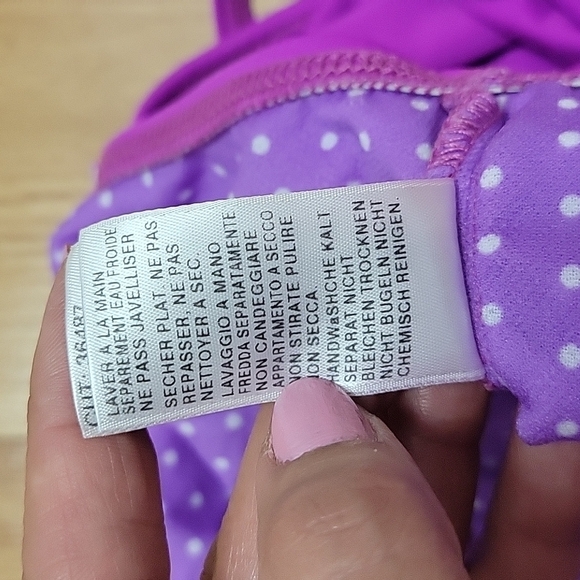 CUT: 36487
LAVER A LA MAIN
SEPAREMENT EAU FROIDE
NE PASS JAVELLISER
SECHER PLAT. NE PAS
REPASSER, NE PAS
NETTOYER A SEC.
LAVAGGIO A MANO
FREDDA SEPARATAMENTE
NON CANDEGGIARE
APPARTAMENTO A SECCO
NON STIRATE PULIRE
NON SECCA
HANDWASHCHE KALT
SEPARAT NICHT
BLEICHEN TROCKNEN
NICHT BUGELN NICHT
CHEMISCH REINIGEN.